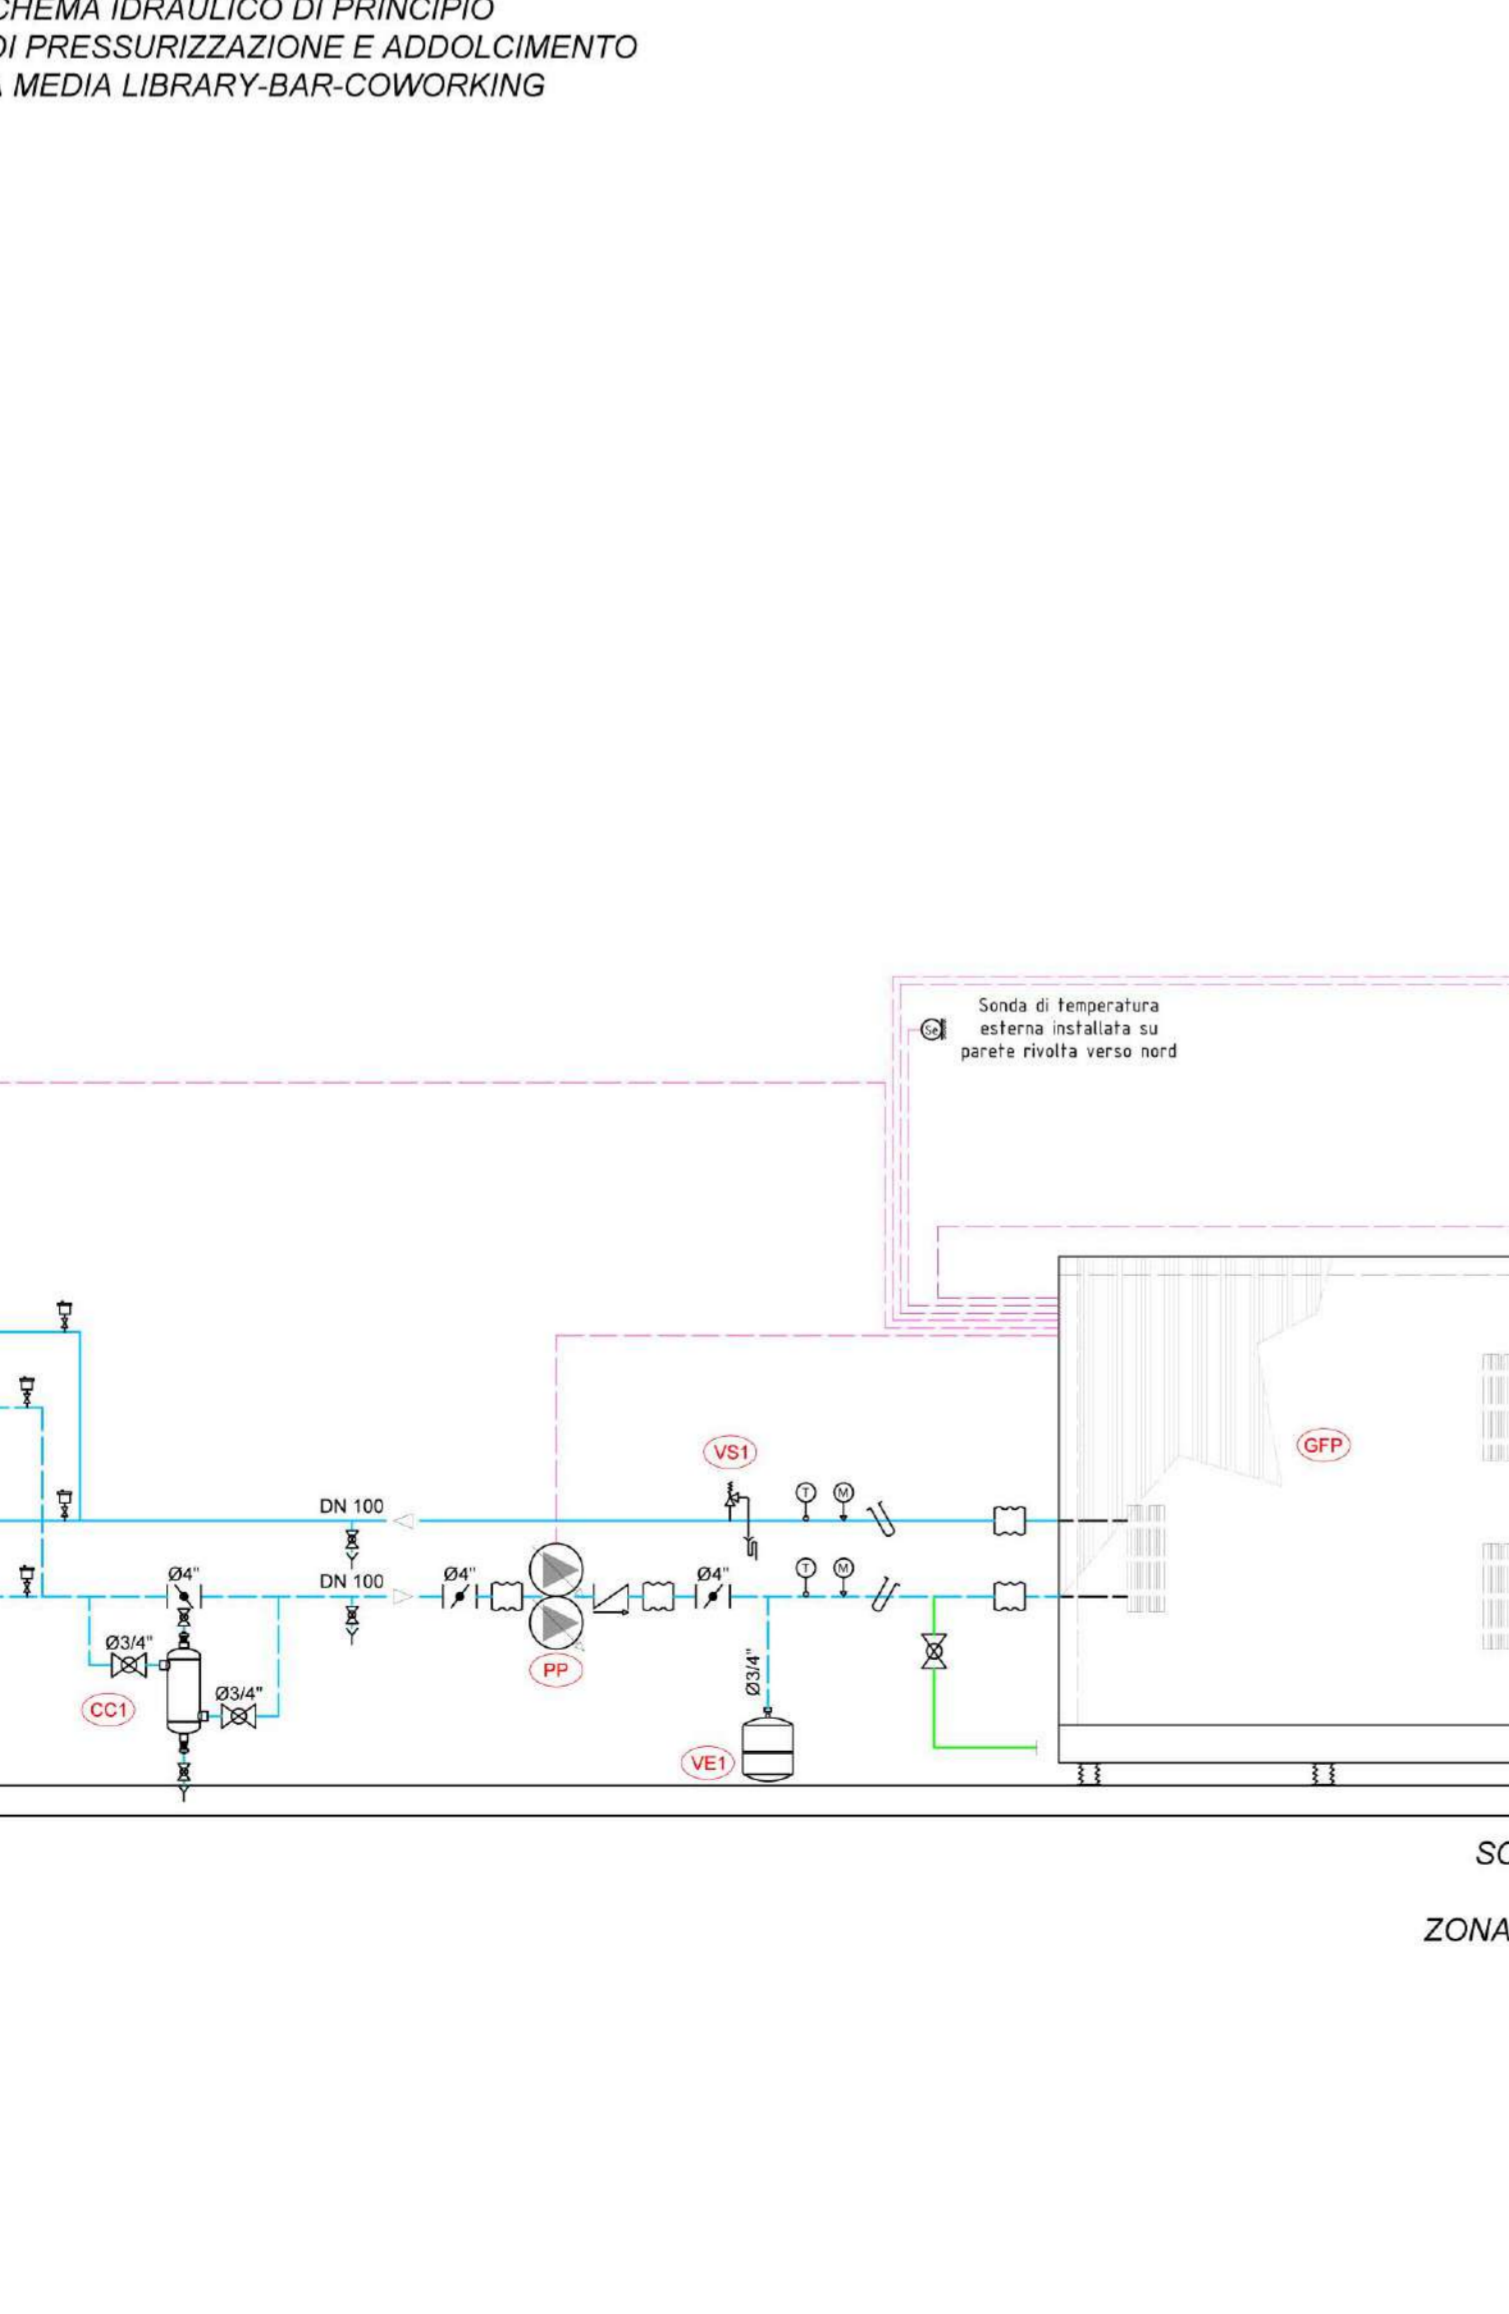 CHEMA IDRAULICO DI PRINCIPIO
DI PRESSURIZZAZIONE E ADDOLCIMENTO
A MEDIA LIBRARY-BAR-COWORKING
Sonda di temperatura
Se esterna installata su
parete rivolta verso nord
VS1
GFP
T M
DN 100
Ø4"
DN 100
Ø4"
Ø4"
T M
Ø3/4"
Ø3/4"
Ø3/4"
PP
CC1
VE1
SC
ZONA